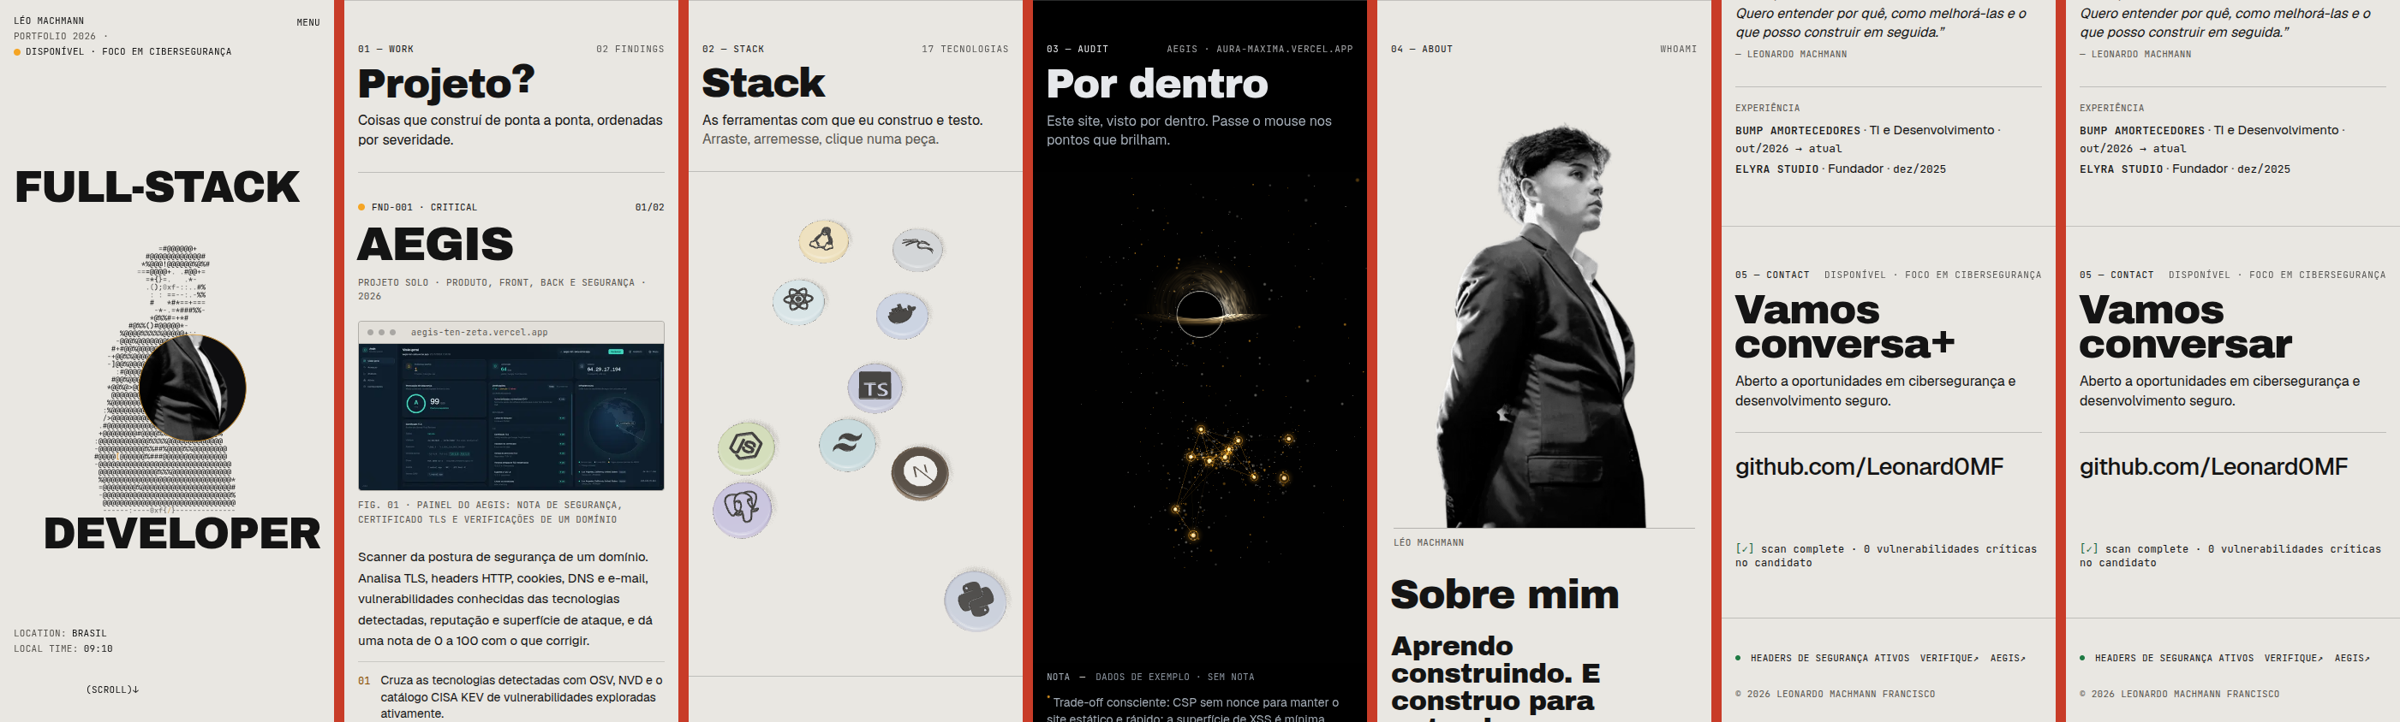 LÉO MACHMANN
PORTFOLIO 2026 ·
DISPONÍVEL · FOCO EM CIBERSEGURANÇA
MENU
FULL-STACK
DEVELOPER
LOCATION: BRASIL
LOCAL TIME: 09:10
(SCROLL)↓
01 — WORK
02 FINDINGS
Projeto?
Coisas que construí de ponta a ponta, ordenadas
por severidade.
FND-001 · CRITICAL
01/02
AEGIS
PROJETO SOLO · PRODUTO, FRONT, BACK E SEGURANÇA ·
2026
aegis-ten-zeta.vercel.app
FIG. 01 · PAINEL DO AEGIS: NOTA DE SEGURANÇA,
CERTIFICADO TLS E VERIFICAÇÕES DE UM DOMÍNIO
Scanner da postura de segurança de um domínio.
Analisa TLS, headers HTTP, cookies, DNS e e-mail,
vulnerabilidades conhecidas das tecnologias
detectadas, reputação e superfície de ataque, e dá
uma nota de 0 a 100 com o que corrigir.
01 Cruza as tecnologias detectadas com OSV, NVD e o
catálogo CISA KEV de vulnerabilidades exploradas
ativamente.
02 — STACK
17 TECNOLOGIAS
Stack
As ferramentas com que eu construo e testo.
Arraste, arremesse, clique numa peça.
TS
03 — AUDIT
AEGIS · AURA-MAXIMA.VERCEL.APP
Por dentro
Este site, visto por dentro. Passe o mouse nos
pontos que brilham.
NOTA — DADOS DE EXEMPLO · SEM NOTA
* Trade-off consciente: CSP sem nonce para manter o
site estático e rápido; a superfície de XSS é mínima
04 — ABOUT
WHOAMI
LÉO MACHMANN
Sobre mim
Aprendo
construindo. E
construo para
Quero entender por quê, como melhorá-las e o
que posso construir em seguida.”
— LEONARDO MACHMANN
EXPERIÊNCIA
BUMP AMORTECEDORES · TI e Desenvolvimento ·
out/2026 → atual
ELYRA STUDIO · Fundador · dez/2025
05 — CONTACT
DISPONÍVEL · FOCO EM CIBERSEGURANÇA
Vamos
conversa+
Aberto a oportunidades em cibersegurança e
desenvolvimento seguro.
github.com/Leonard0MF
[✓] scan complete · 0 vulnerabilidades críticas
no candidato
HEADERS DE SEGURANÇA ATIVOS VERIFIQUE↗ AEGIS↗
© 2026 LEONARDO MACHMANN FRANCISCO
Quero entender por quê, como melhorá-las e o
que posso construir em seguida.”
— LEONARDO MACHMANN
EXPERIÊNCIA
BUMP AMORTECEDORES · TI e Desenvolvimento ·
out/2026 → atual
ELYRA STUDIO · Fundador · dez/2025
05 — CONTACT
DISPONÍVEL · FOCO EM CIBERSEGURANÇA
Vamos
conversar
Aberto a oportunidades em cibersegurança e
desenvolvimento seguro.
github.com/Leonard0MF
[✓] scan complete · 0 vulnerabilidades críticas
no candidato
HEADERS DE SEGURANÇA ATIVOS VERIFIQUE↗ AEGIS↗
© 2026 LEONARDO MACHMANN FRANCISCO